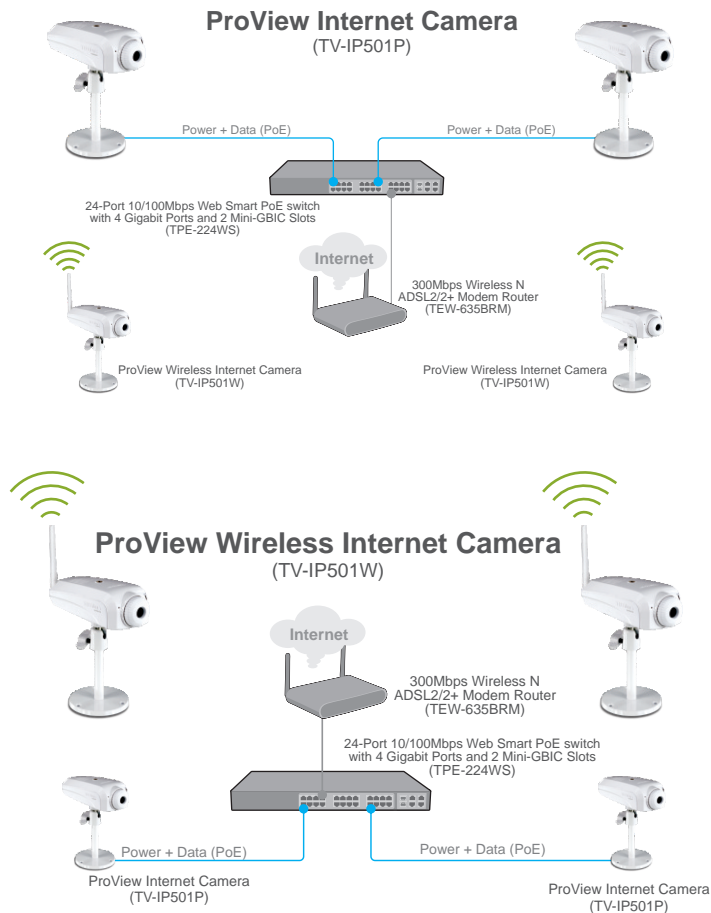 ProView Internet Camera
(TV-IP501P)
Power + Data (PoE)
Power + Data (PoE)
24-Port 10/100Mbps Web Smart PoE switch
with 4 Gigabit Ports and 2 Mini-GBIC Slots
(TPE-224WS)
Internet
300Mbps Wireless N
ADSL2/2+ Modem Router
(TEW-635BRM)
ProView Wireless Internet Camera
(TV-IP501W)
ProView Wireless Internet Camera
(TV-IP501W)
ProView Wireless Internet Camera
(TV-IP501W)
Internet
300Mbps Wireless N
ADSL2/2+ Modem Router
(TEW-635BRM)
24-Port 10/100Mbps Web Smart PoE switch
with 4 Gigabit Ports and 2 Mini-GBIC Slots
(TPE-224WS)
Power + Data (PoE)
Power + Data (PoE)
ProView Internet Camera
(TV-IP501P)
ProView Internet Camera
(TV-IP501P)